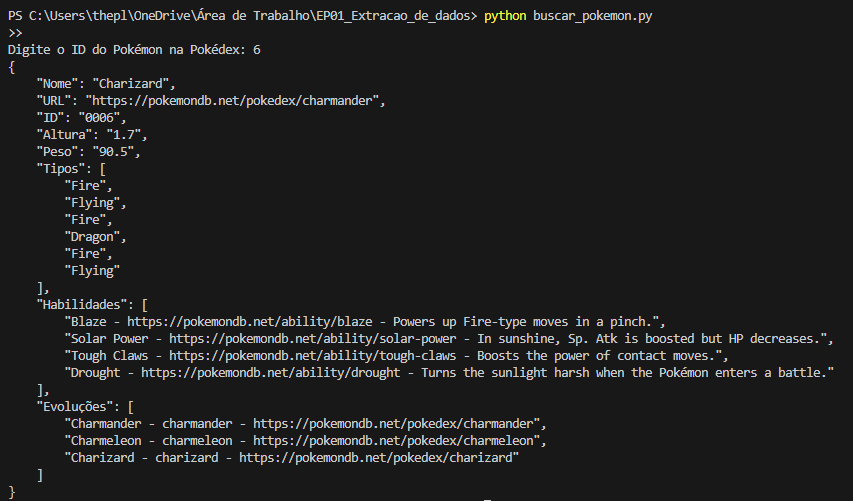 PS C:\Users\thepl\OneDrive\Área de Trabalho\EP01_Extracao_de_dados> python buscar_pokemon.py
>>
Digite o ID do Pokémon na Pokédex: 6
{
    "Nome": "Charizard",
    "URL": "https://pokemondb.net/pokedex/charmander",
    "ID": "0006",
    "Altura": "1.7",
    "Peso": "90.5",
    "Tipos": [
        "Fire",
        "Flying",
        "Fire",
        "Dragon",
        "Fire",
        "Flying"
    ],
    "Habilidades": [
        "Blaze - https://pokemondb.net/ability/blaze - Powers up Fire-type moves in a pinch.",
        "Solar Power - https://pokemondb.net/ability/solar-power - In sunshine, Sp. Atk is boosted but HP decreases.",
        "Tough Claws - https://pokemondb.net/ability/tough-claws - Boosts the power of contact moves.",
        "Drought - https://pokemondb.net/ability/drought - Turns the sunlight harsh when the Pokémon enters a battle."
    ],
    "Evoluções": [
        "Charmander - charmander - https://pokemondb.net/pokedex/charmander",
        "Charmeleon - charmeleon - https://pokemondb.net/pokedex/charmeleon",
        "Charizard - charizard - https://pokemondb.net/pokedex/charizard"
    ]
}